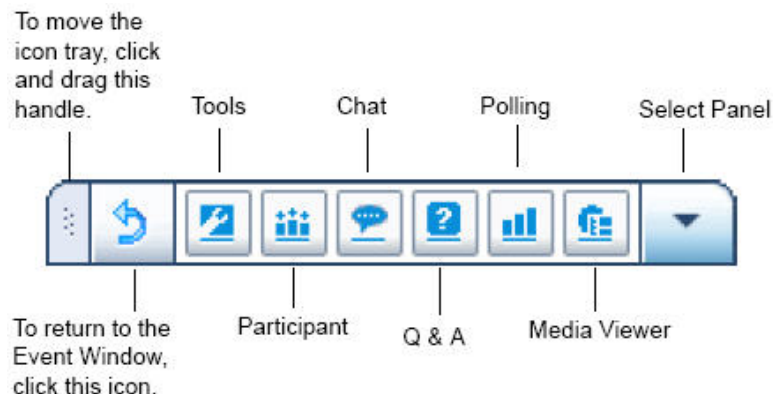 To move the
icon tray, click
and drag this
handle.
Tools
Chat
Polling
Select Panel
?
To return to the
Event Window,
click this icon.
Participant
Q & A
Media Viewer